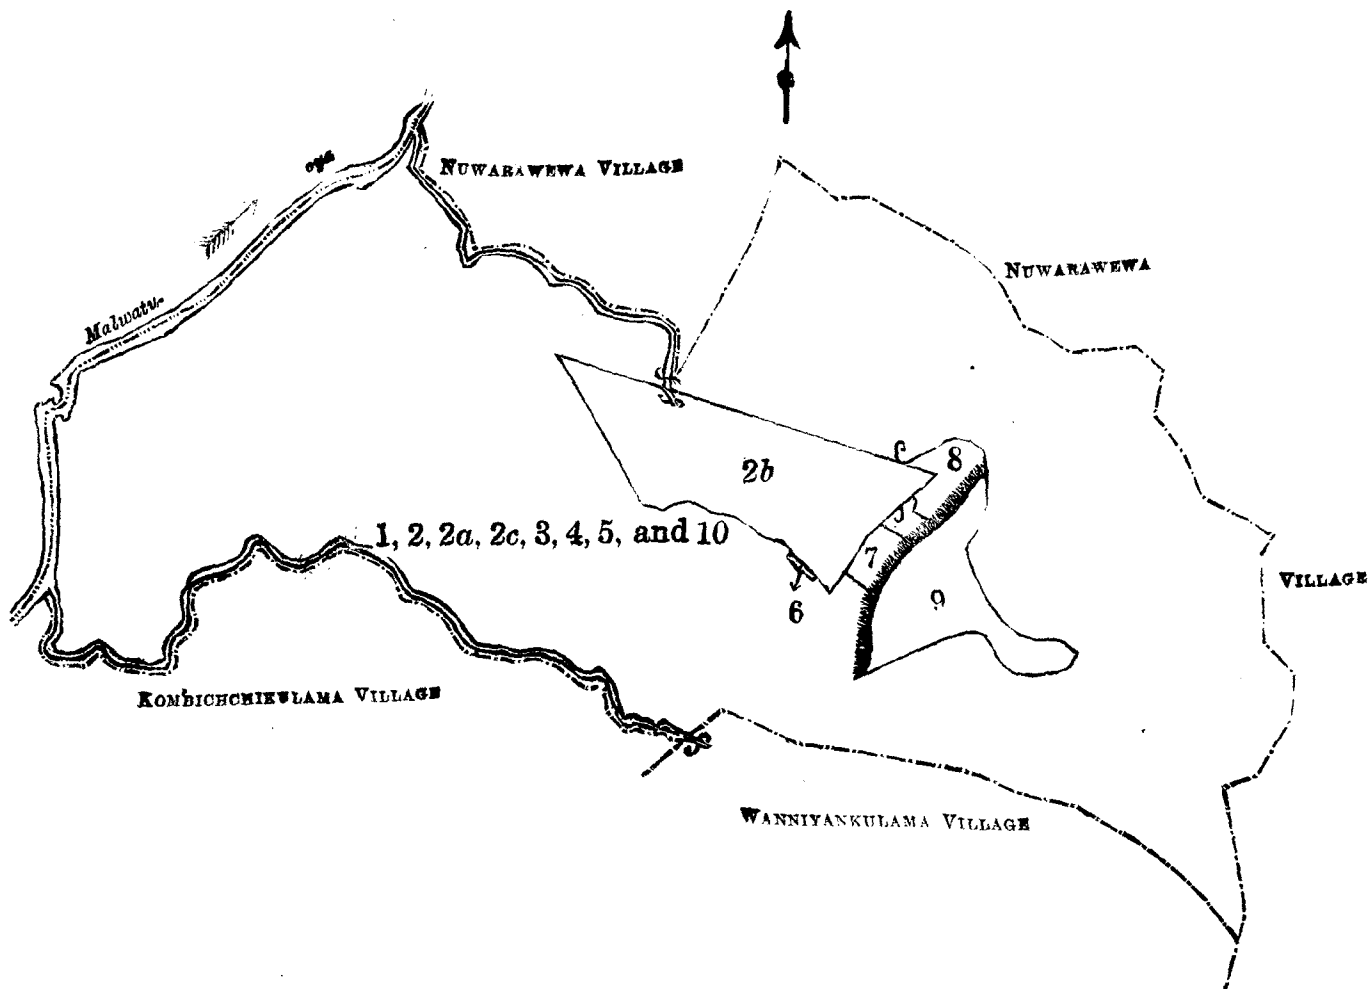 oya
NUWARAWEWA VILLAGE
NUWARAWEWA
Malwatu-
8
2b
1, 2, 2a, 2c, 3, 4, 5, and 10
7
VILLAGE
9
6
KOMBICHCHIKULAMA VILLAGE
WANNIYANKULAMA VILLAGE